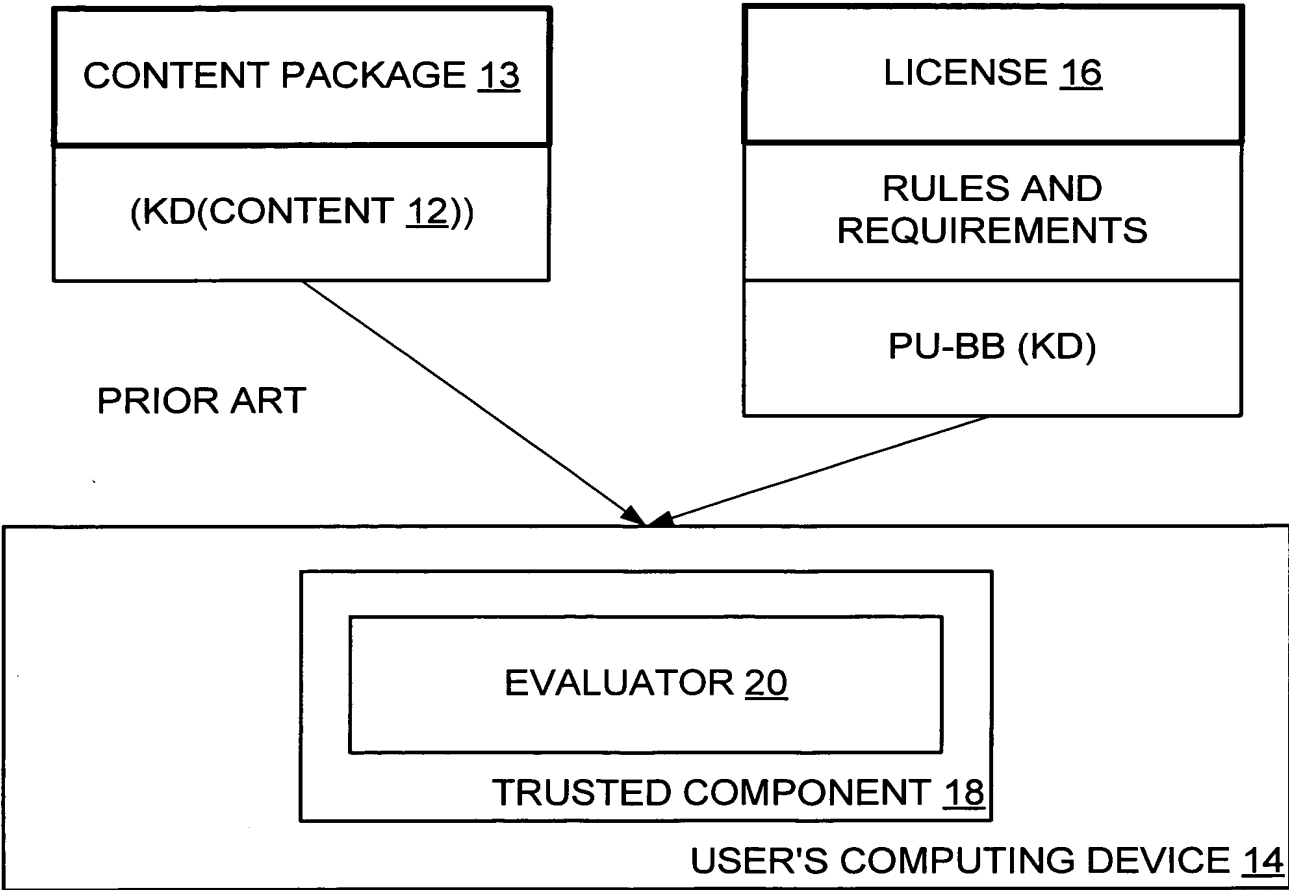 CONTENT PACKAGE 13
(KD(CONTENT 12))
LICENSE 16
RULES AND
REQUIREMENTS
PU-BB (KD)
PRIOR ART
EVALUATOR 20
TRUSTED COMPONENT 18
USER'S COMPUTING DEVICE 14